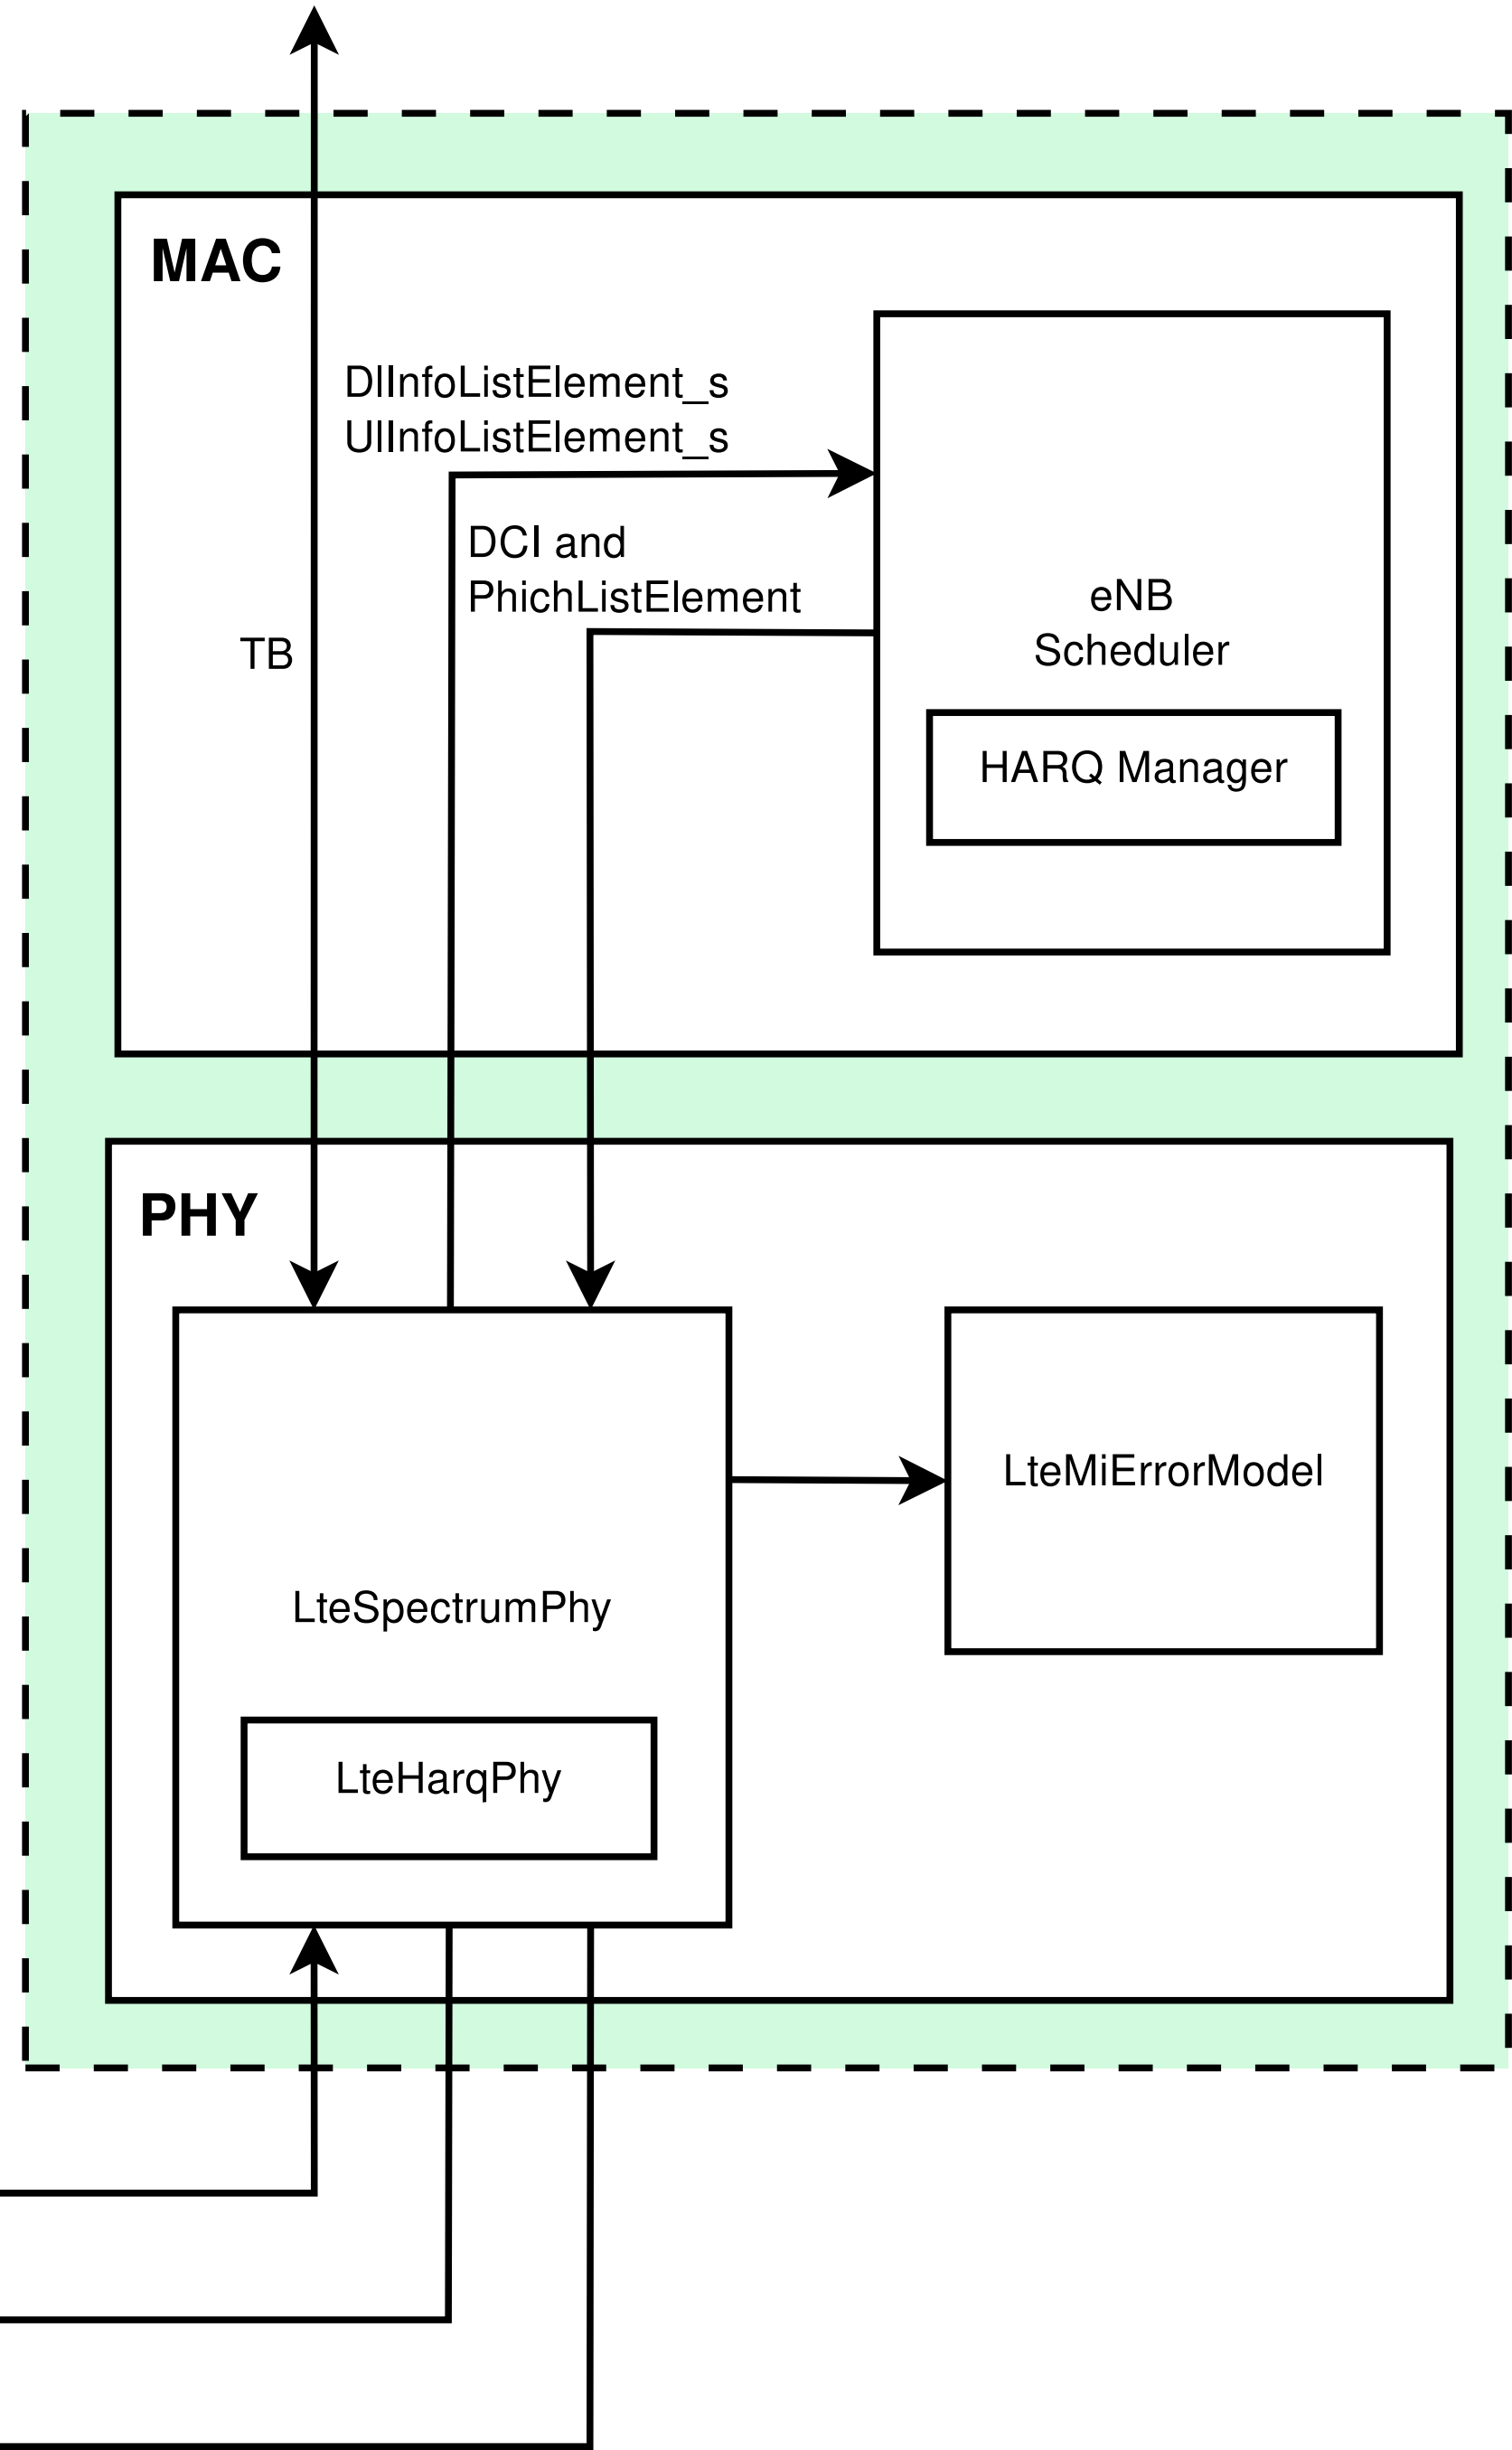 MAC
DlInfoListElement_s
UlInfoListElement_s
DCI and
PhichListElement
TB
eNB
Scheduler
HARQ Manager
PHY
LteMiErrorModel
LteSpectrumPhy
LteHarqPhy